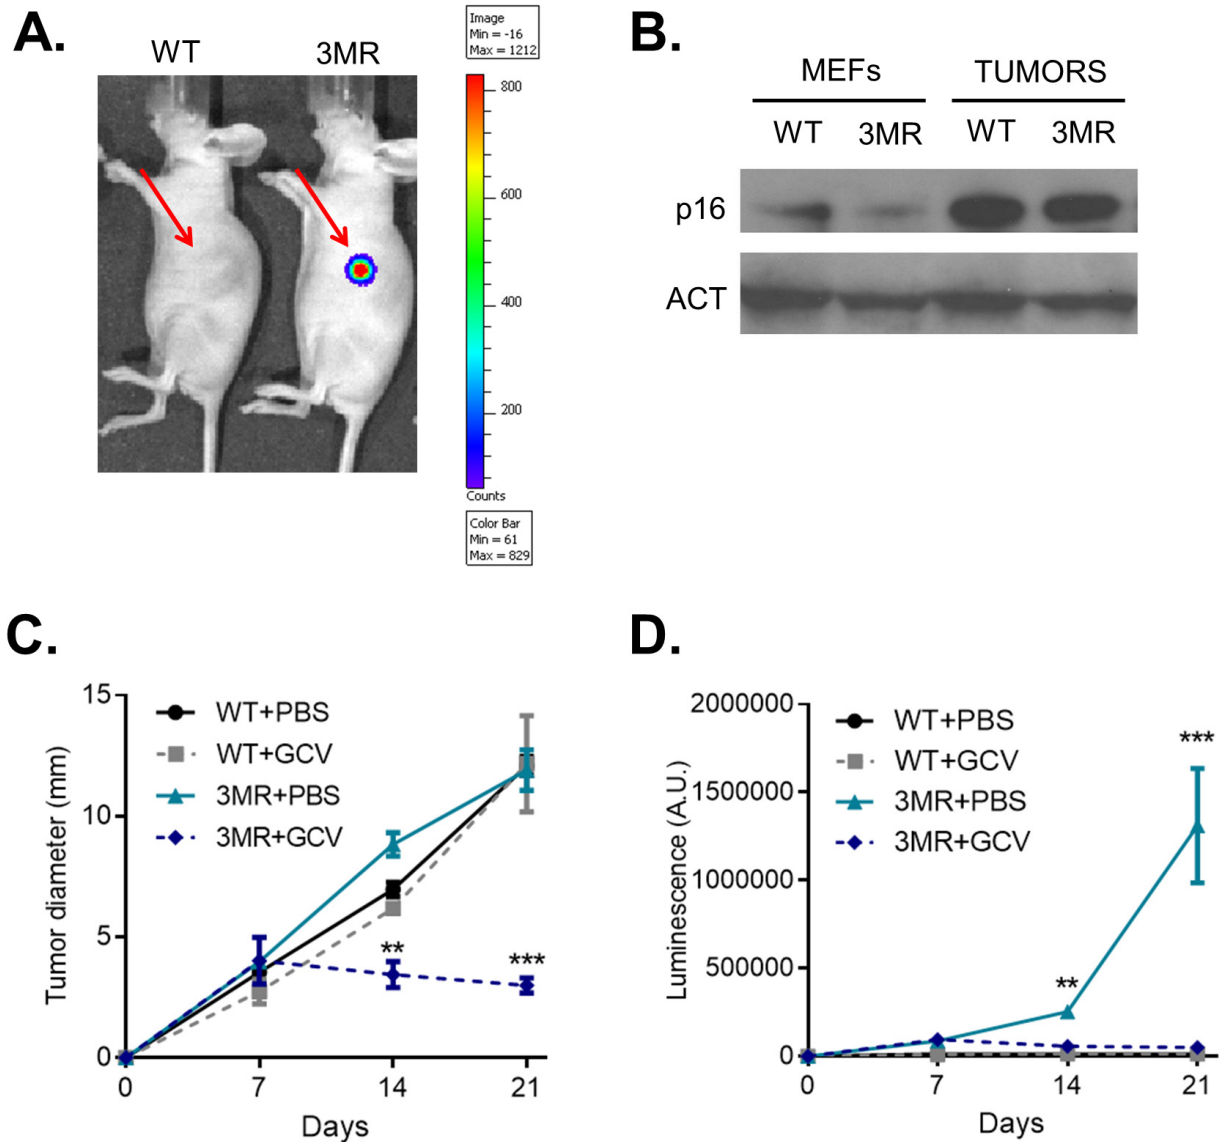 A.
WT 3MR
Image
Min = -16
Max = 1212
800
600
400
200
Counts
Color Bar
Min = 61
Max = 829
B.
MEFs TUMORS
WT 3MR WT 3MR
p16
ACT
C.
Tumor diameter (mm)
15
10
5
0
WT+PBS
WT+GCV
3MR+PBS
3MR+GCV
**
***
0 7 14 21
Days
D.
Luminescence (A.U.)
2000000
1500000
1000000
500000
0
WT+PBS
WT+GCV
3MR+PBS
3MR+GCV
**
***
0 7 14 21
Days